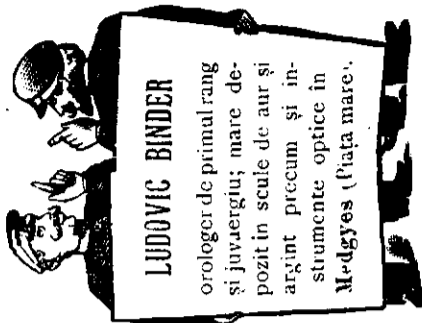 LUDOVIC BINDER
orologer de primul rang
și juvaergiu; mare de-
pozit in scule de aur și
argint precum și in-
strumente optice în
Medgyes (Piața mare).